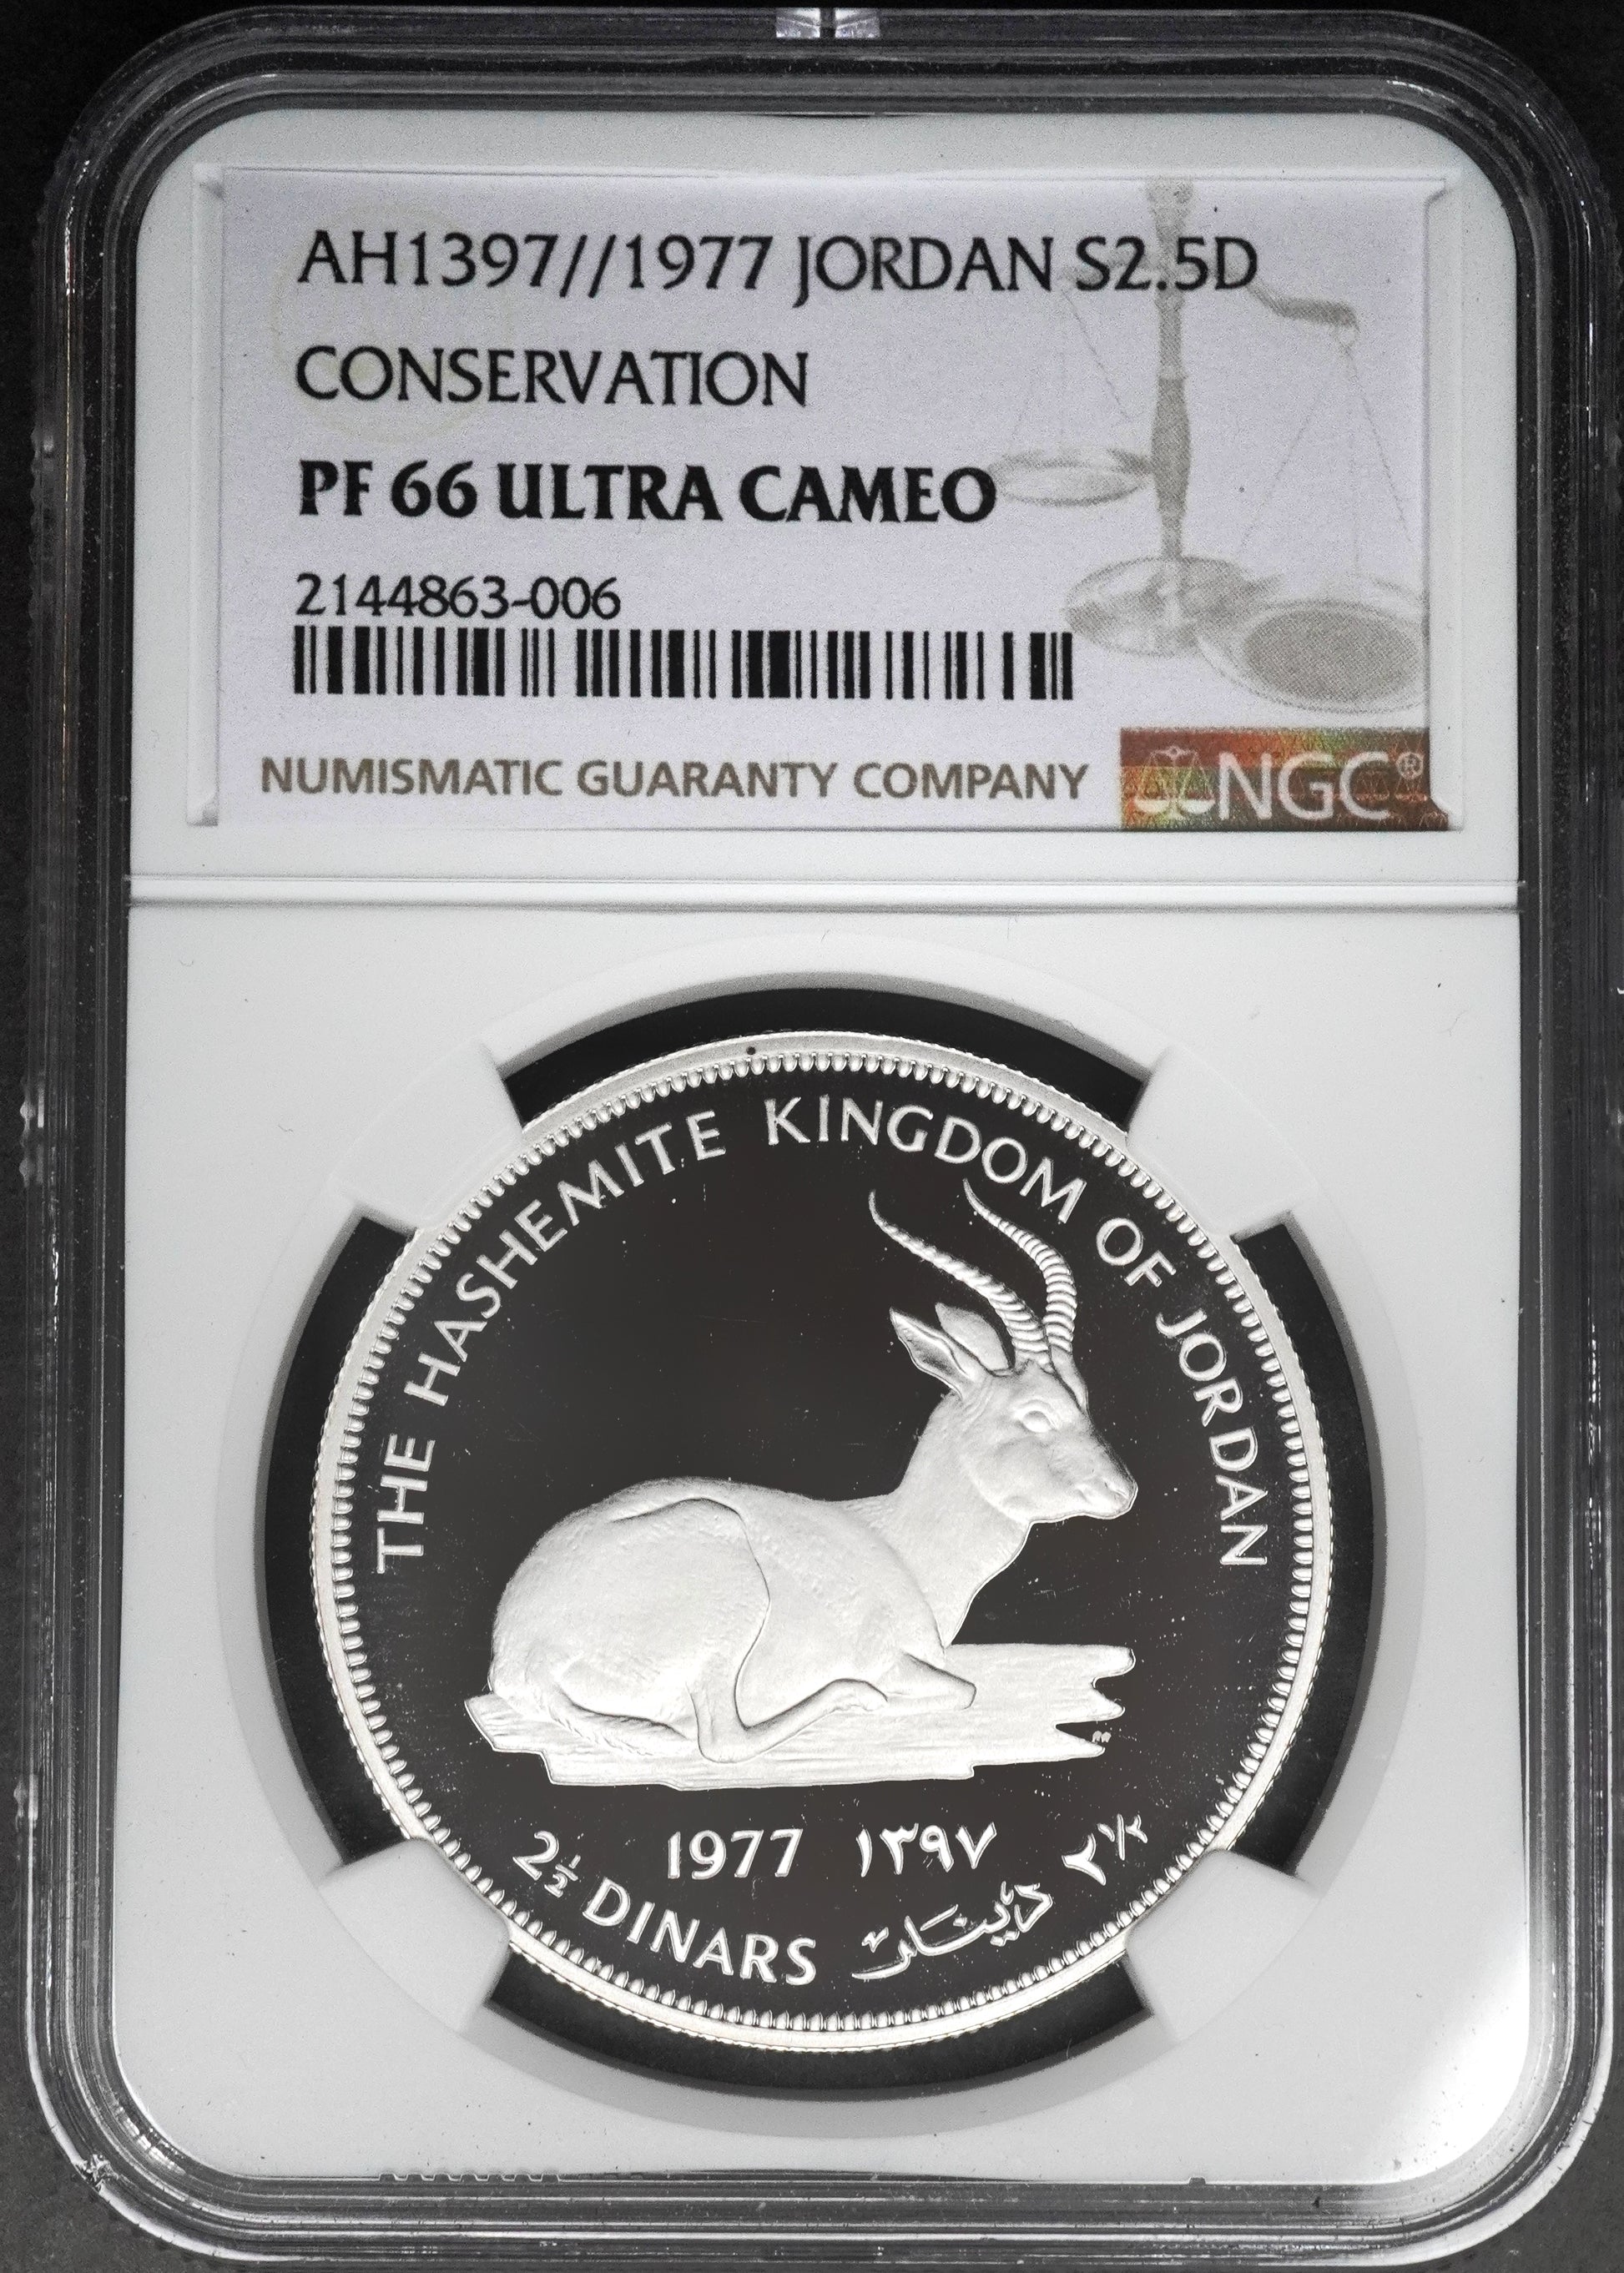 AH1397//1977 JORDAN S2.5D
CONSERVATION
PF 66 ULTRA CAMEO
2144863-006
NUMISMATIC GUARANTY COMPANY
NGC®
THE HASHEMITE KINGDOM OF JORDAN
1977 ١٣٩٧
2½ DINARS
٢½ دينار